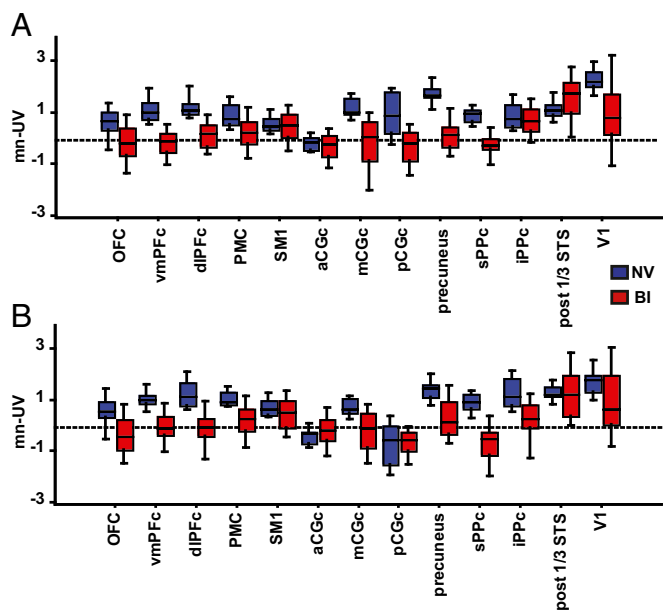 A
mn-UV
3
1
-1
-3
OFC
vmPFc
dlPFc
PMC
SM1
aCGc
mCGc
pCGc
precuneus
sPPc
iPPc
post 1/3 STS
V1
NV
BI
B
mn-UV
3
1
-1
-3
OFC
vmPFc
dlPFc
PMC
SM1
aCGc
mCGc
pCGc
precuneus
sPPc
iPPc
post 1/3 STS
V1